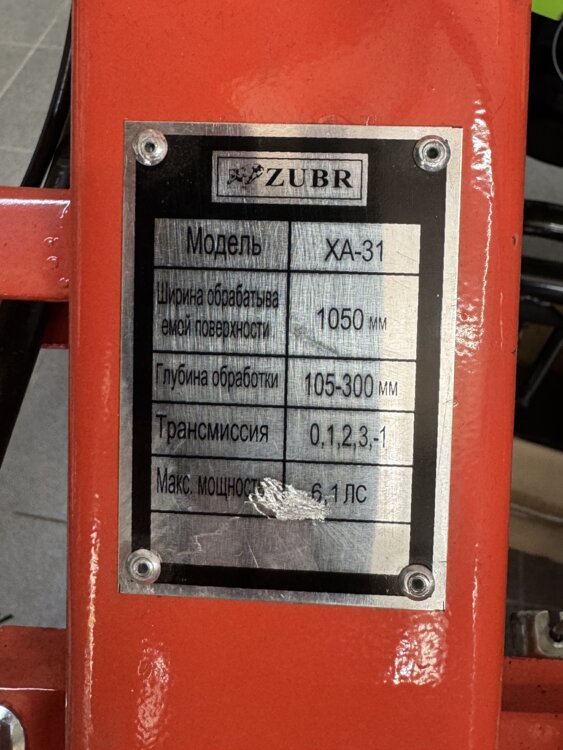 ZUBR
Модель XA-31
Ширина обрабатыва
емой поверхности 1050 мм
Глубина обработки 105-300 мм
Трансмиссия 0,1,2,3,-1
Макс. мощность 6,1 ЛС